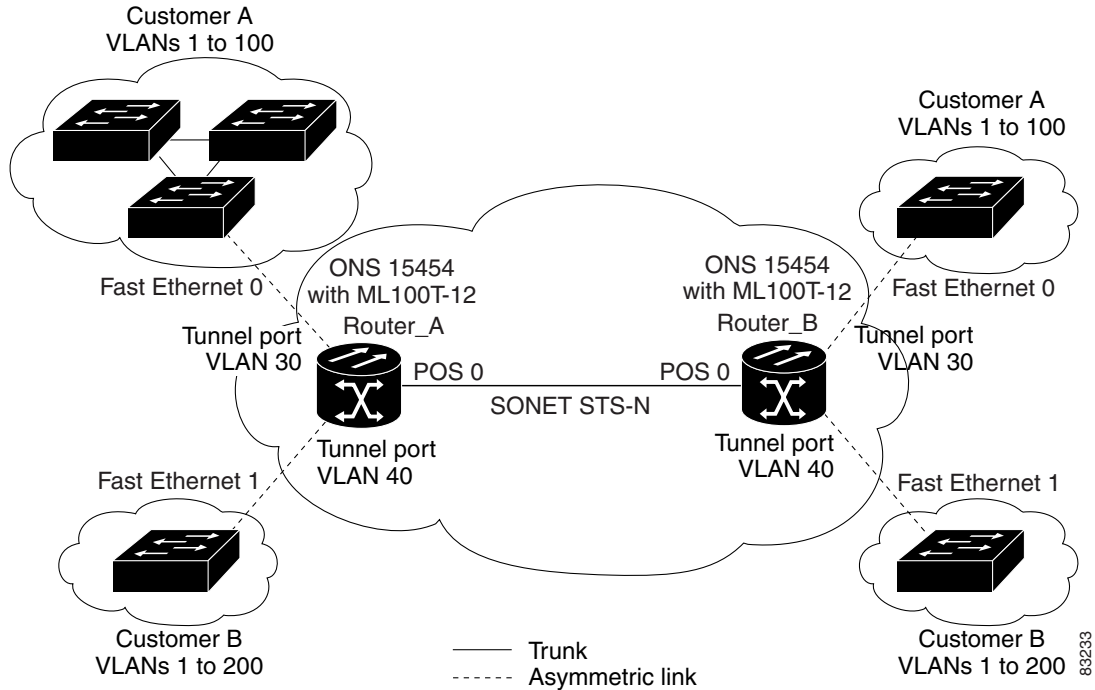 Customer A
VLANs 1 to 100
Customer A
VLANs 1 to 100
Fast Ethernet 0
ONS 15454
with ML100T-12
Router_A
ONS 15454
with ML100T-12
Router_B
Fast Ethernet 0
Tunnel port
VLAN 30
Tunnel port
VLAN 30
POS 0
POS 0
SONET STS-N
Tunnel port
VLAN 40
Tunnel port
VLAN 40
Fast Ethernet 1
Fast Ethernet 1
Customer B
VLANs 1 to 200
Trunk
Asymmetric link
Customer B
VLANs 1 to 200
83233